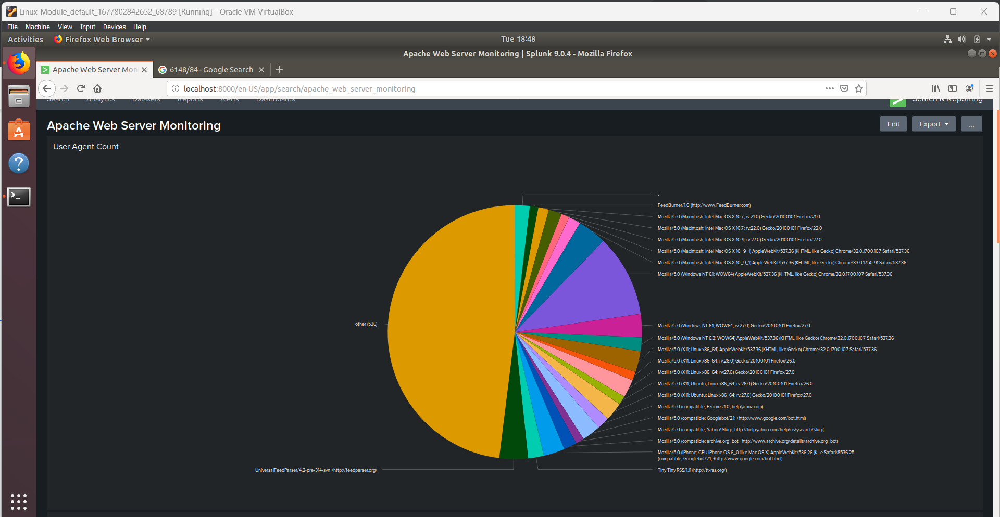 Linux-Module_default_1677802842652_68789 [Running] - Oracle VM VirtualBox
File Machine View Input Devices Help
Activities Firefox Web Browser Tue 18:48
Apache Web Server Monitoring | Splunk 9.0.4 - Mozilla Firefox
Apache Web Server Mon 6148/84 - Google Search
localhost:8000/en-US/app/search/apache_web_server_monitoring
Search Analytics Datasets Reports Alerts Dashboards Search & Reporting
Apache Web Server Monitoring
Edit Export ...
User Agent Count
-
FeedBurner/1.0 (http://www.FeedBurner.com)
Mozilla/5.0 (Macintosh; Intel Mac OS X 10.7; rv:21.0) Gecko/20100101 Firefox/21.0
Mozilla/5.0 (Macintosh; Intel Mac OS X 10.7; rv:22.0) Gecko/20100101 Firefox/22.0
Mozilla/5.0 (Macintosh; Intel Mac OS X 10.9; rv:27.0) Gecko/20100101 Firefox/27.0
Mozilla/5.0 (Macintosh; Intel Mac OS X 10_9_1) AppleWebKit/537.36 (KHTML, like Gecko) Chrome/32.0.1700.107 Safari/537.36
Mozilla/5.0 (Macintosh; Intel Mac OS X 10_9_1) AppleWebKit/537.36 (KHTML, like Gecko) Chrome/33.0.1750.91 Safari/537.36
Mozilla/5.0 (Windows NT 6.1; WOW64) AppleWebKit/537.36 (KHTML, like Gecko) Chrome/32.0.1700.107 Safari/537.36
other (536)
Mozilla/5.0 (Windows NT 6.1; WOW64; rv:27.0) Gecko/20100101 Firefox/27.0
Mozilla/5.0 (Windows NT 6.3; WOW64) AppleWebKit/537.36 (KHTML, like Gecko) Chrome/32.0.1700.107 Safari/537.36
Mozilla/5.0 (X11; Linux x86_64) AppleWebKit/537.36 (KHTML, like Gecko) Chrome/32.0.1700.107 Safari/537.36
Mozilla/5.0 (X11; Linux x86_64; rv:26.0) Gecko/20100101 Firefox/26.0
Mozilla/5.0 (X11; Linux x86_64; rv:27.0) Gecko/20100101 Firefox/27.0
Mozilla/5.0 (X11; Ubuntu; Linux x86_64; rv:26.0) Gecko/20100101 Firefox/26.0
Mozilla/5.0 (X11; Ubuntu; Linux x86_64; rv:27.0) Gecko/20100101 Firefox/27.0
Mozilla/5.0 (compatible; Ezooms/1.0; help@moz.com)
Mozilla/5.0 (compatible; Googlebot/2.1; +http://www.google.com/bot.html)
Mozilla/5.0 (compatible; Yahoo! Slurp; http://help.yahoo.com/help/us/ysearch/slurp)
Mozilla/5.0 (compatible; archive.org_bot +http://www.archive.org/details/archive.org_bot)
Mozilla/5.0 (iPhone; CPU iPhone OS 6_0 like Mac OS X) AppleWebKit/536.26 (K...e Safari/8536.25
(compatible; Googlebot/2.1; +http://www.google.com/bot.html)
UniversalFeedParser/4.2-pre-314-svn +http://feedparser.org/
Tiny Tiny RSS/1.11 (http://tt-rss.org/)